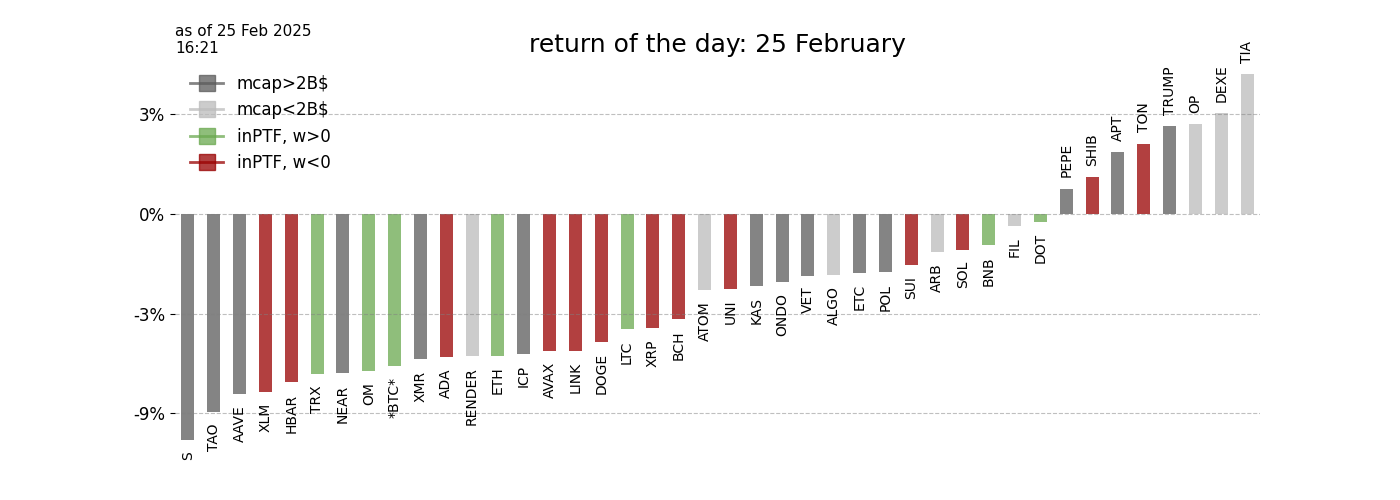 as of 25 Feb 2025
16:21
return of the day: 25 February
mcap>2B$
mcap<2B$
inPTF, w>0
inPTF, w<0
3%
0%
-3%
-9%
S
TAO
AAVE
XLM
HBAR
TRX
NEAR
OM
*BTC*
XMR
ADA
RENDER
ETH
ICP
AVAX
LINK
DOGE
LTC
XRP
BCH
ATOM
UNI
KAS
ONDO
VET
ALGO
ETC
POL
SUI
ARB
SOL
BNB
FIL
DOT
PEPE
SHIB
APT
TON
TRUMP
OP
DEXE
TIA